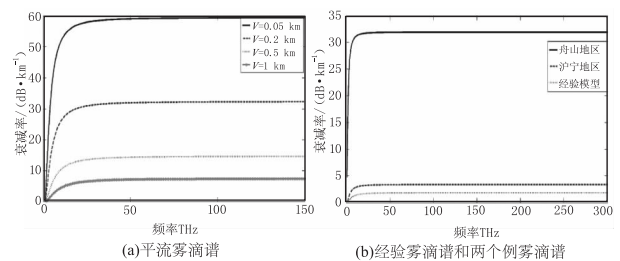 60
50
40
30
20
10
0
衰减率/(dB·km⁻¹)
V=0.05 km
V=0.2 km
V=0.5 km
V=1 km
0 50 100 150
频率THz
(a)平流雾滴谱
35
30
25
20
15
10
5
0
衰减率/(dB·km⁻¹)
舟山地区
沪宁地区
经验模型
0 50 100 150 200 250 300
频率THz
(b)经验雾滴谱和两个例雾滴谱